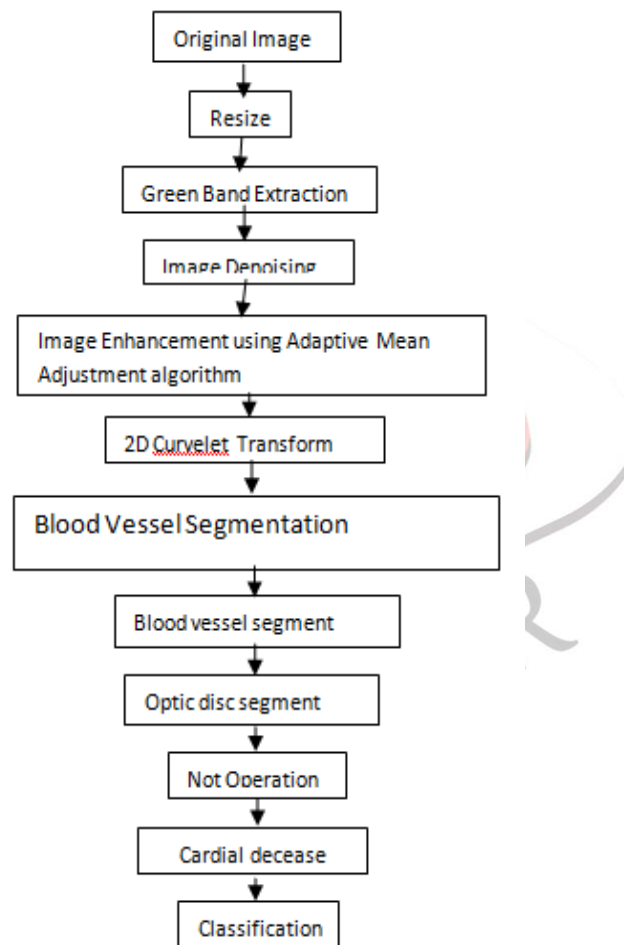 Original Image
Resize
Green Band Extraction
Image Denoising
Image Enhancement using Adaptive Mean
Adjustment algorithm
2D Curvelet Transform
Blood Vessel Segmentation
Blood vessel segment
Optic disc segment
Not Operation
Cardial decease
Classification